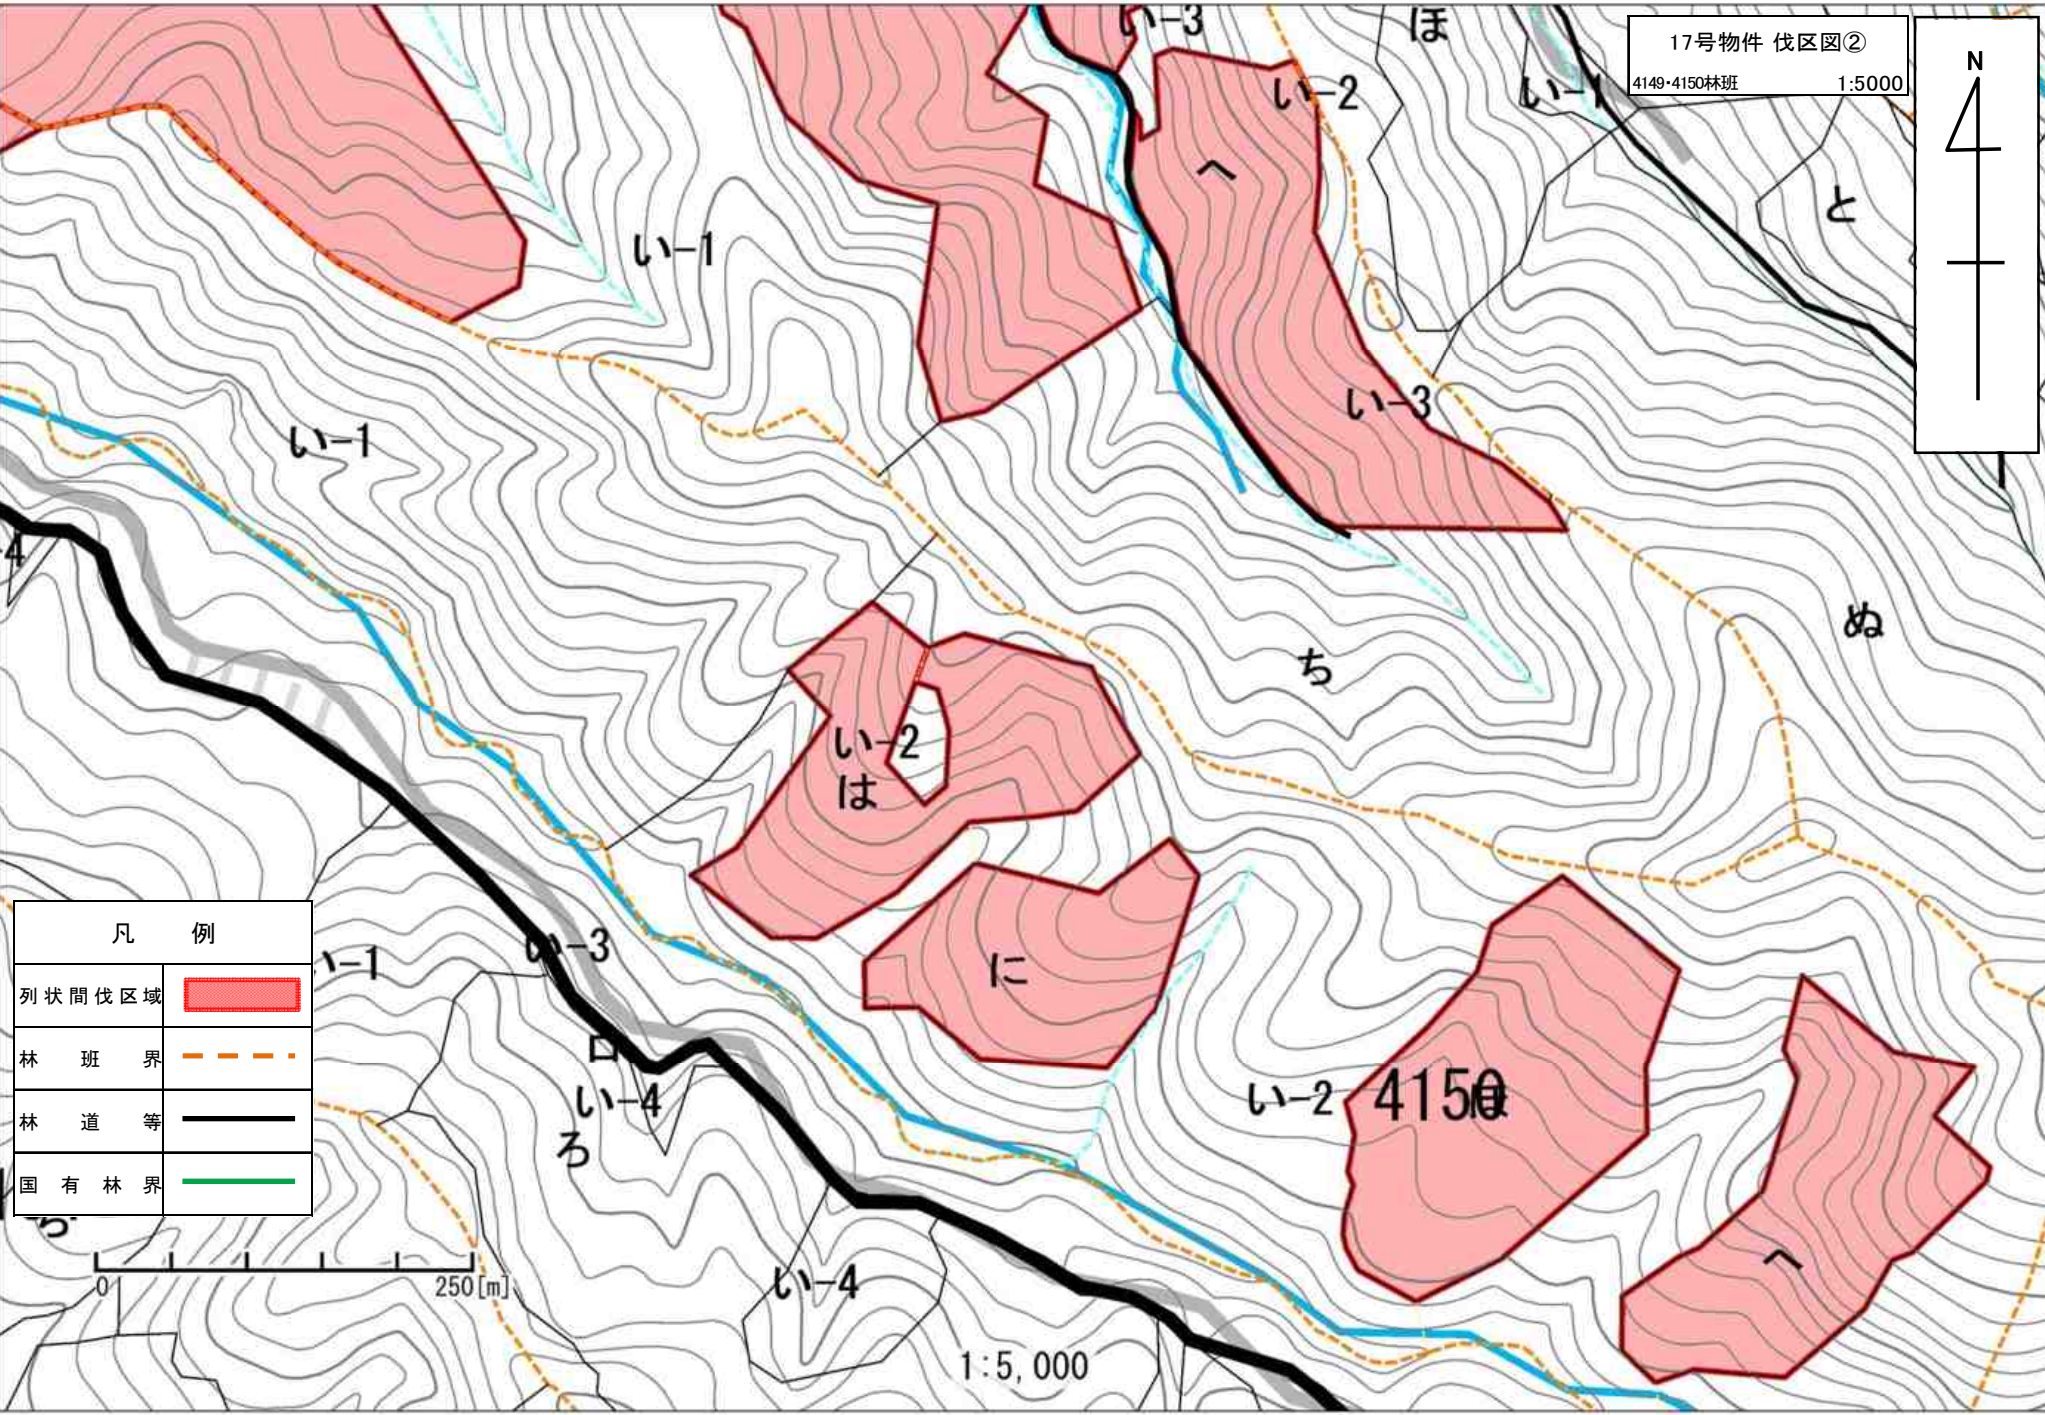 い-3
ほ
17号物件 伐区図②
4149・4150林班 1:5000
N
い-2
い-1
へ
と
い-1
い-3
い-1
-4
ぬ
ち
い-2
は
い-3
に
い-1
ロ
い-4
ろ
い-2
4150
へ
い-4
凡 例
列状間伐区域
林班界
林道等
国有林界
0 250[m]
1:5,000